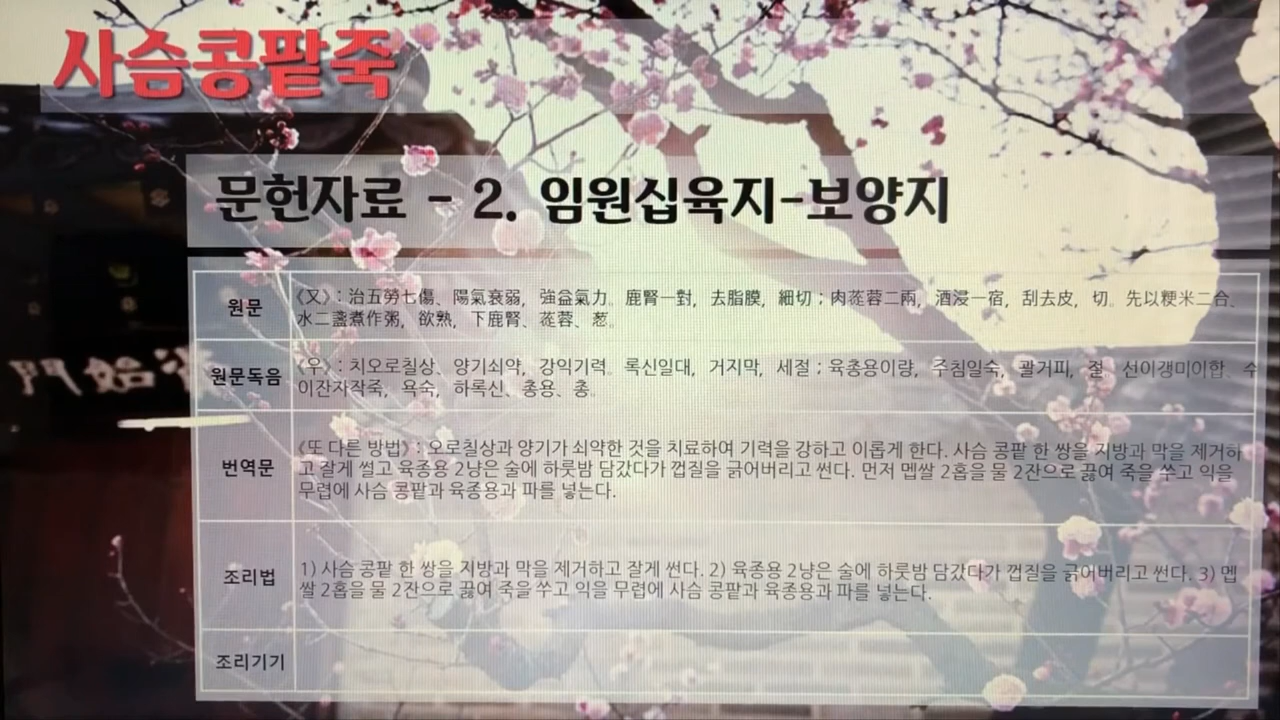 사슴콩팥죽
문헌자료 - 2. 임원십육지-보양지
원문
《又》: 治五勞七傷、陽氣衰弱, 強益氣力。鹿腎一對, 去脂膜, 細切 ; 肉蓯蓉二兩, 酒浸一宿, 刮去皮, 切。先以粳米二合、
水二盞煮作粥, 欲熟, 下鹿腎、蓯蓉、葱。
원문독음
《우》: 치오로칠상、양기쇠약, 강익기력。록신일대, 거지막, 세절 ; 육종용이량, 주침일숙, 괄거피, 절。선이갱미이합、수
이잔자작죽, 욕숙, 하록신、총용、총。
번역문
《또 다른 방법》: 오로칠상과 양기가 쇠약한 것을 치료하여 기력을 강하고 이롭게 한다. 사슴 콩팥 한 쌍을 지방과 막을 제거하
고 잘게 썰고 육종용 2냥은 술에 하룻밤 담갔다가 껍질을 긁어버리고 썬다. 먼저 멥쌀 2홉을 물 2잔으로 끓여 죽을 쑤고 익을
무렵에 사슴 콩팥과 육종용과 파를 넣는다.
조리법
1) 사슴 콩팥 한 쌍을 지방과 막을 제거하고 잘게 썬다. 2) 육종용 2냥은 술에 하룻밤 담갔다가 껍질을 긁어버리고 썬다. 3) 멥
쌀 2홉을 물 2잔으로 끓여 죽을 쑤고 익을 무렵에 사슴 콩팥과 육종용과 파를 넣는다.
조리기기
門始